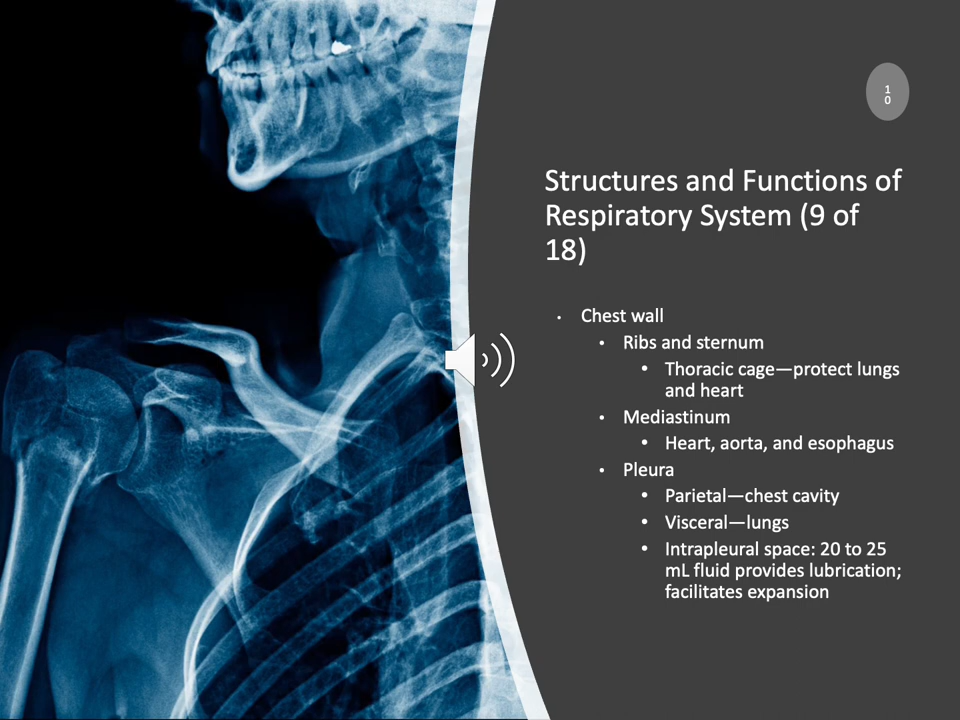 1
0
Structures and Functions of
Respiratory System (9 of
18)
• Chest wall
• Ribs and sternum
• Thoracic cage—protect lungs
and heart
• Mediastinum
• Heart, aorta, and esophagus
• Pleura
• Parietal—chest cavity
• Visceral—lungs
• Intrapleural space: 20 to 25
mL fluid provides lubrication;
facilitates expansion